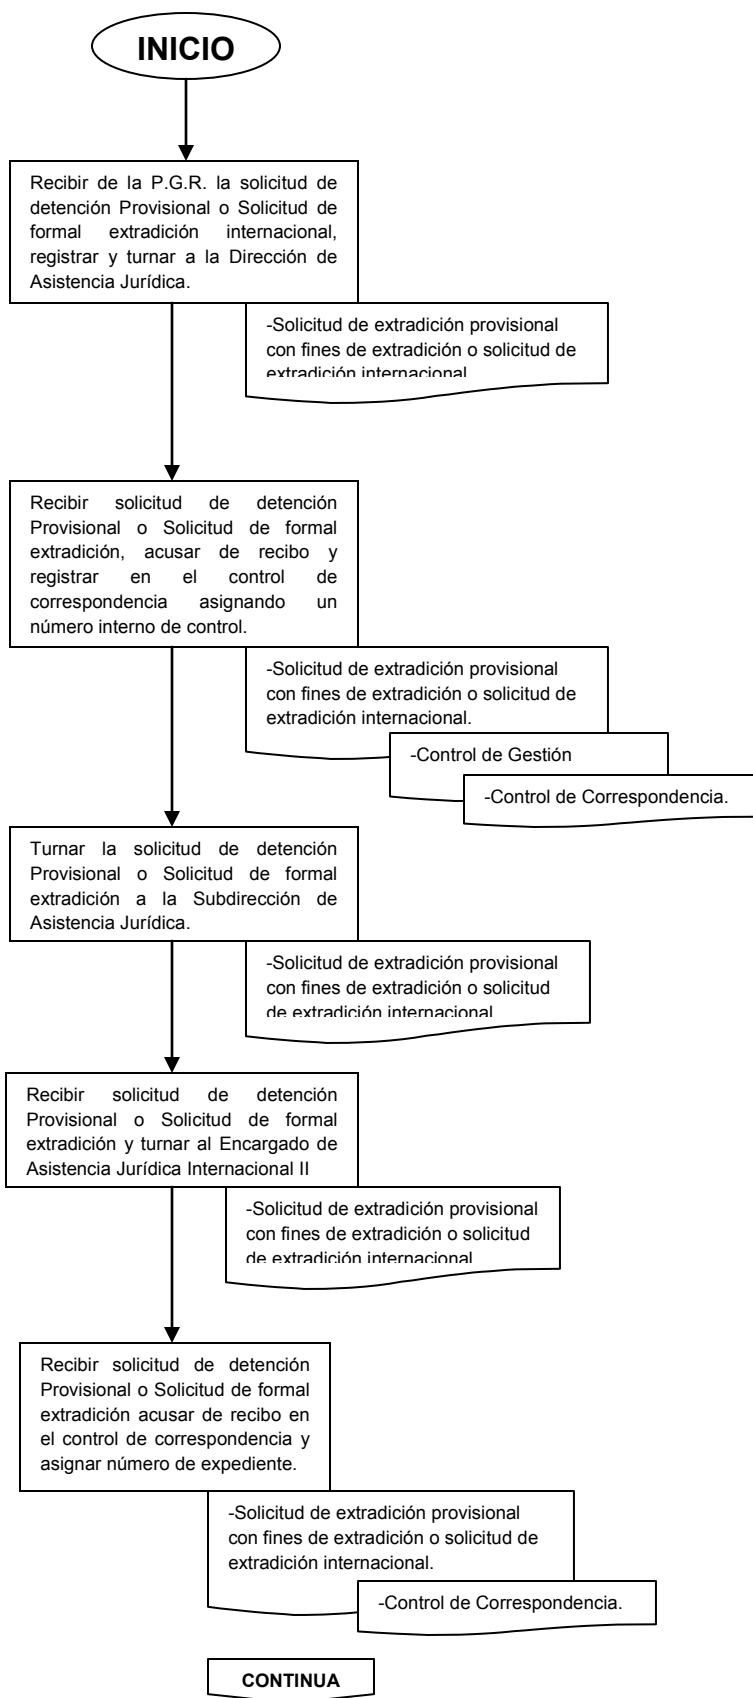 INICIO
Recibir de la P.G.R. la solicitud de
detención Provisional o Solicitud de
formal extradición internacional,
registrar y turnar a la Dirección de
Asistencia Jurídica.
-Solicitud de extradición provisional
con fines de extradición o solicitud de
extradición internacional
Recibir solicitud de detención
Provisional o Solicitud de formal
extradición, acusar de recibo y
registrar en el control de
correspondencia asignando un
número interno de control.
-Solicitud de extradición provisional
con fines de extradición o solicitud de
extradición internacional.
-Control de Gestión
-Control de Correspondencia.
Turnar la solicitud de detención
Provisional o Solicitud de formal
extradición a la Subdirección de
Asistencia Jurídica.
-Solicitud de extradición provisional
con fines de extradición o solicitud
de extradición internacional
Recibir solicitud de detención
Provisional o Solicitud de formal
extradición y turnar al Encargado de
Asistencia Jurídica Internacional II
-Solicitud de extradición provisional
con fines de extradición o solicitud
de extradición internacional
Recibir solicitud de detención
Provisional o Solicitud de formal
extradición acusar de recibo en
el control de correspondencia y
asignar número de expediente.
-Solicitud de extradición provisional
con fines de extradición o solicitud de
extradición internacional.
-Control de Correspondencia.
CONTINUA